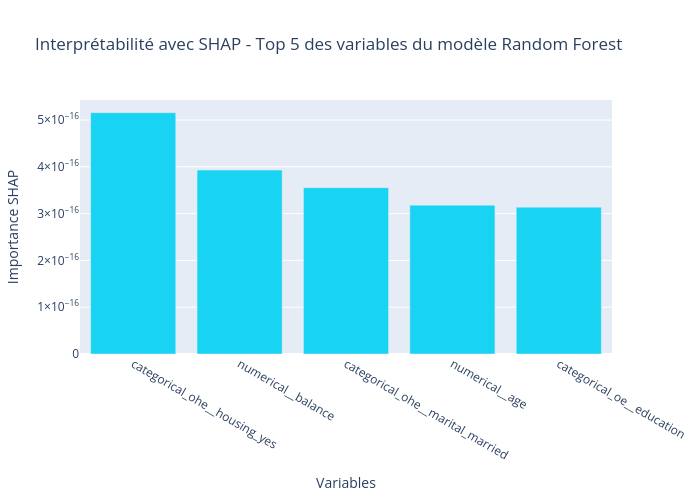 Interprétabilité avec SHAP - Top 5 des variables du modèle Random Forest
Importance SHAP
5×10⁻¹⁶
4×10⁻¹⁶
3×10⁻¹⁶
2×10⁻¹⁶
1×10⁻¹⁶
0
categorical_ohe__housing_yes
numerical__balance
categorical_ohe__marital_married
numerical__age
categorical_oe__education
Variables